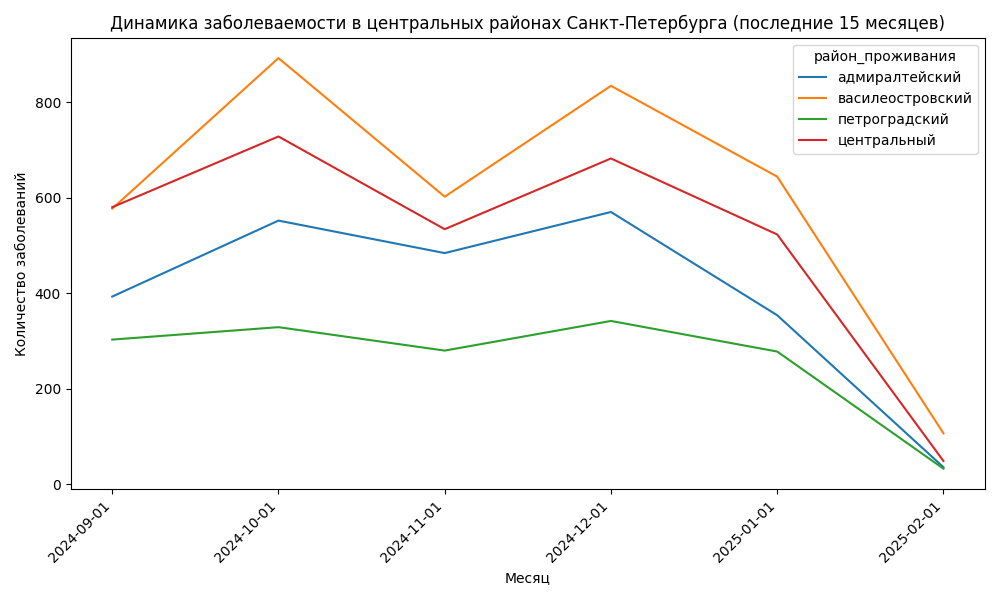 Динамика заболеваемости в центральных районах Санкт-Петербурга (последние 15 месяцев)
район_проживания
адмиралтейский
василеостровский
петроградский
центральный
Количество заболеваний
800
600
400
200
0
2024-09-01
2024-10-01
2024-11-01
2024-12-01
2025-01-01
2025-02-01
Месяц